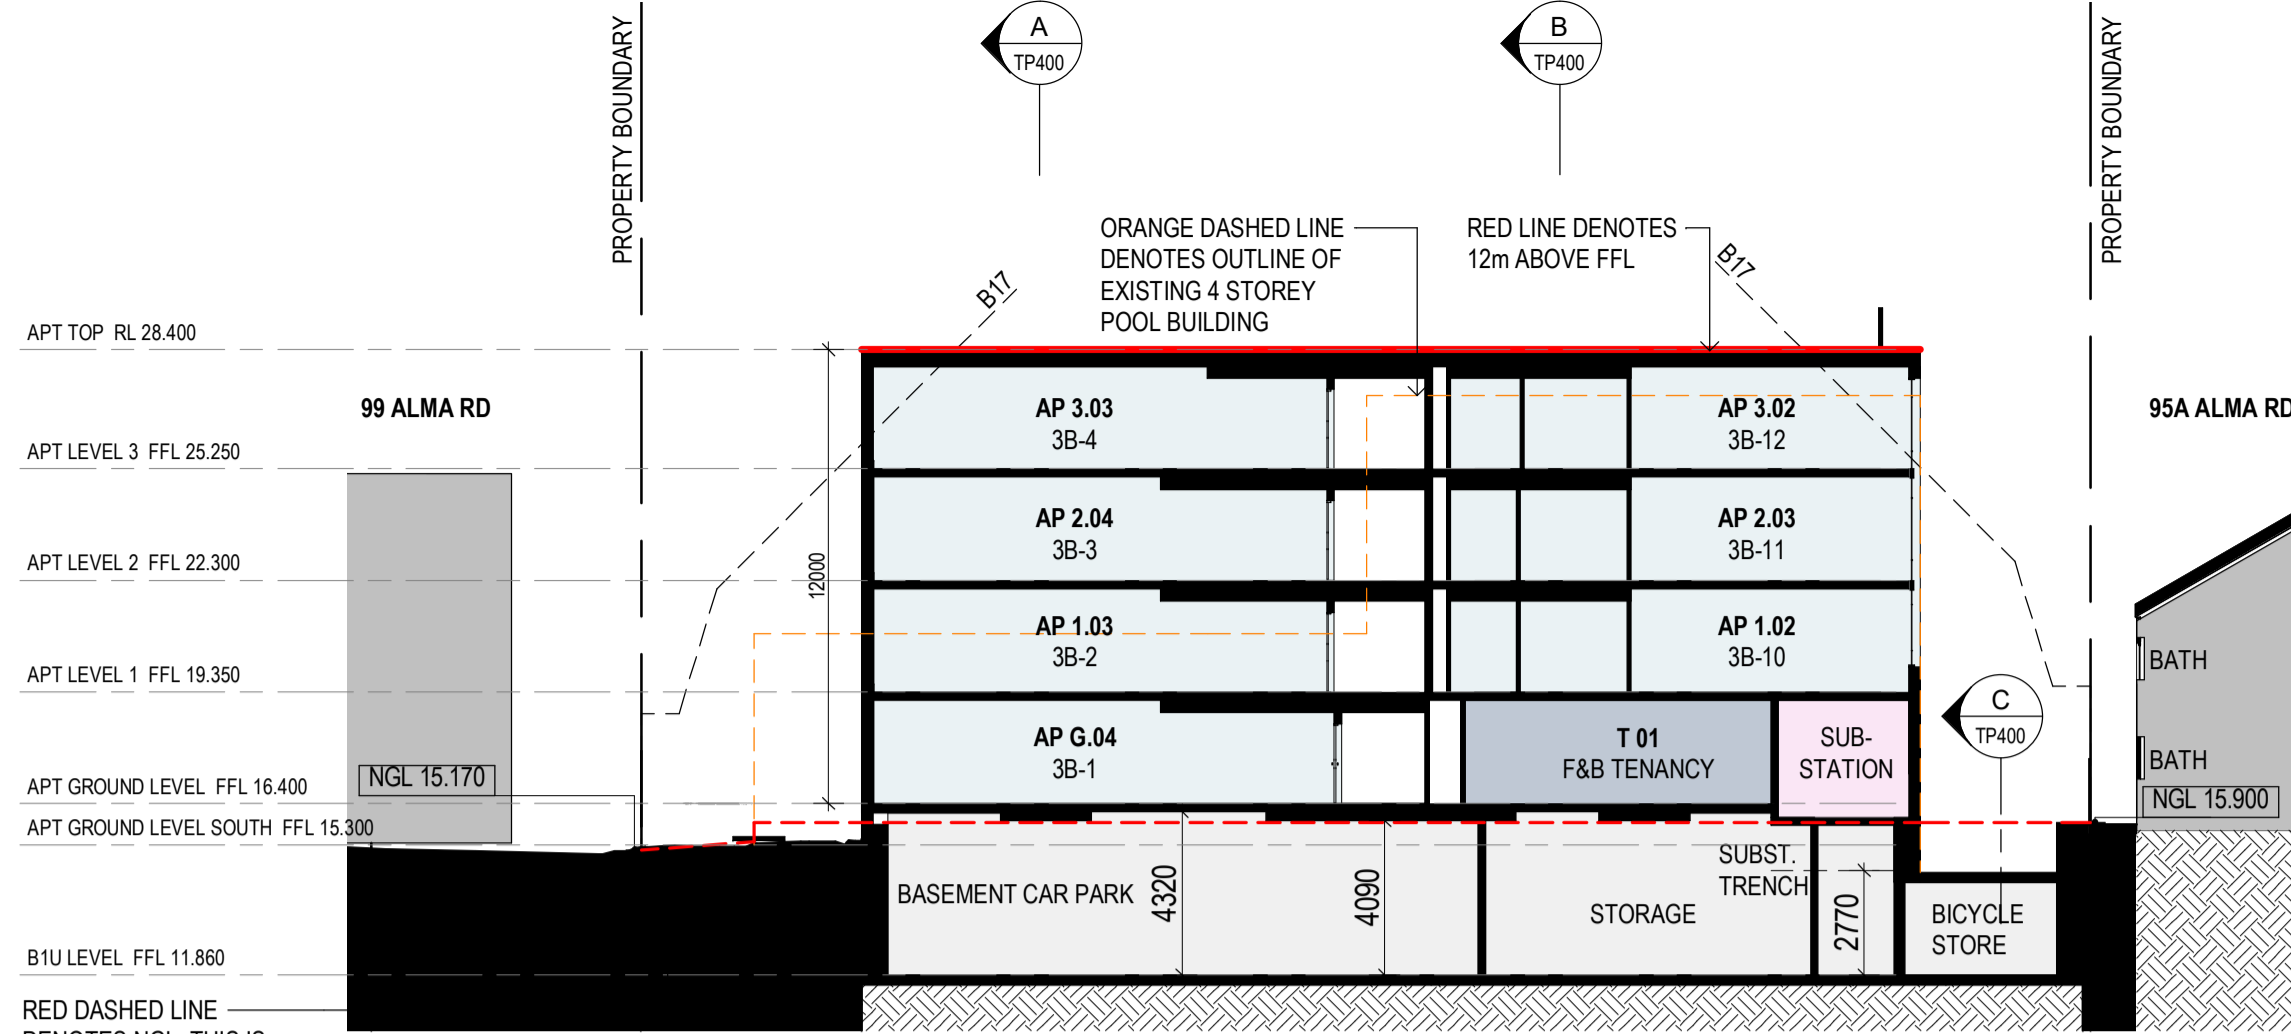 PROPERTY BOUNDARY
A
TP400
B
TP400
PROPERTY BOUNDARY
ORANGE DASHED LINE
DENOTES OUTLINE OF
EXISTING 4 STOREY
POOL BUILDING
RED LINE DENOTES
12m ABOVE FFL
B17
B17
APT TOP RL 28.400
99 ALMA RD
95A ALMA RD
AP 3.03
3B-4
AP 3.02
3B-12
APT LEVEL 3 FFL 25.250
AP 2.04
3B-3
AP 2.03
3B-11
APT LEVEL 2 FFL 22.300
12000
AP 1.03
3B-2
AP 1.02
3B-10
BATH
APT LEVEL 1 FFL 19.350
C
TP400
AP G.04
3B-1
T 01
F&B TENANCY
SUB-
STATION
BATH
NGL 15.170
NGL 15.900
APT GROUND LEVEL FFL 16.400
APT GROUND LEVEL SOUTH FFL 15.300
BASEMENT CAR PARK
4320
4090
STORAGE
SUBST.
TRENCH
2770
BICYCLE
STORE
B1U LEVEL FFL 11.860
RED DASHED LINE